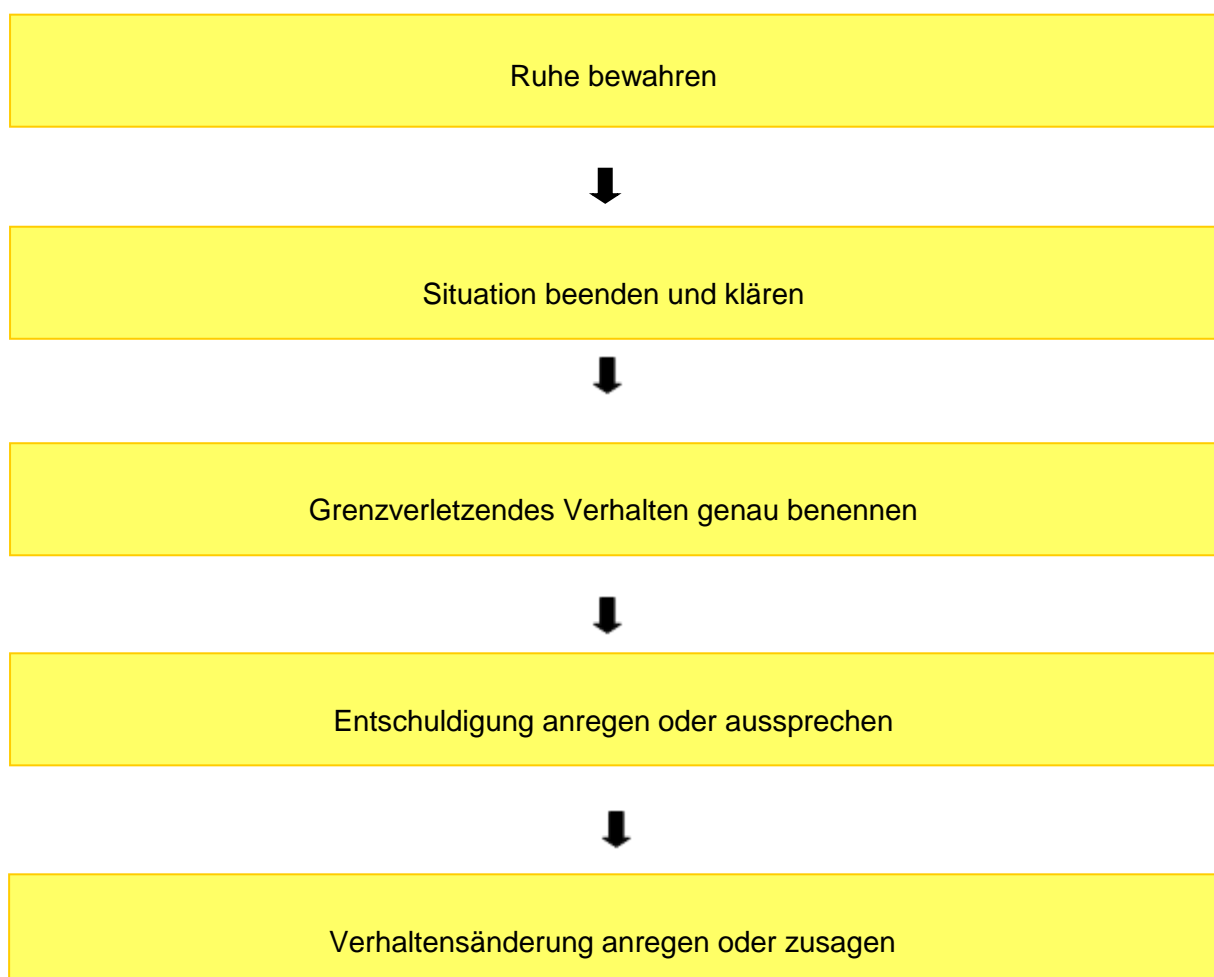 Ruhe bewahren
Situation beenden und klären
Grenzverletzendes Verhalten genau benennen
Entschuldigung anregen oder aussprechen
Verhaltensänderung anregen oder zusagen